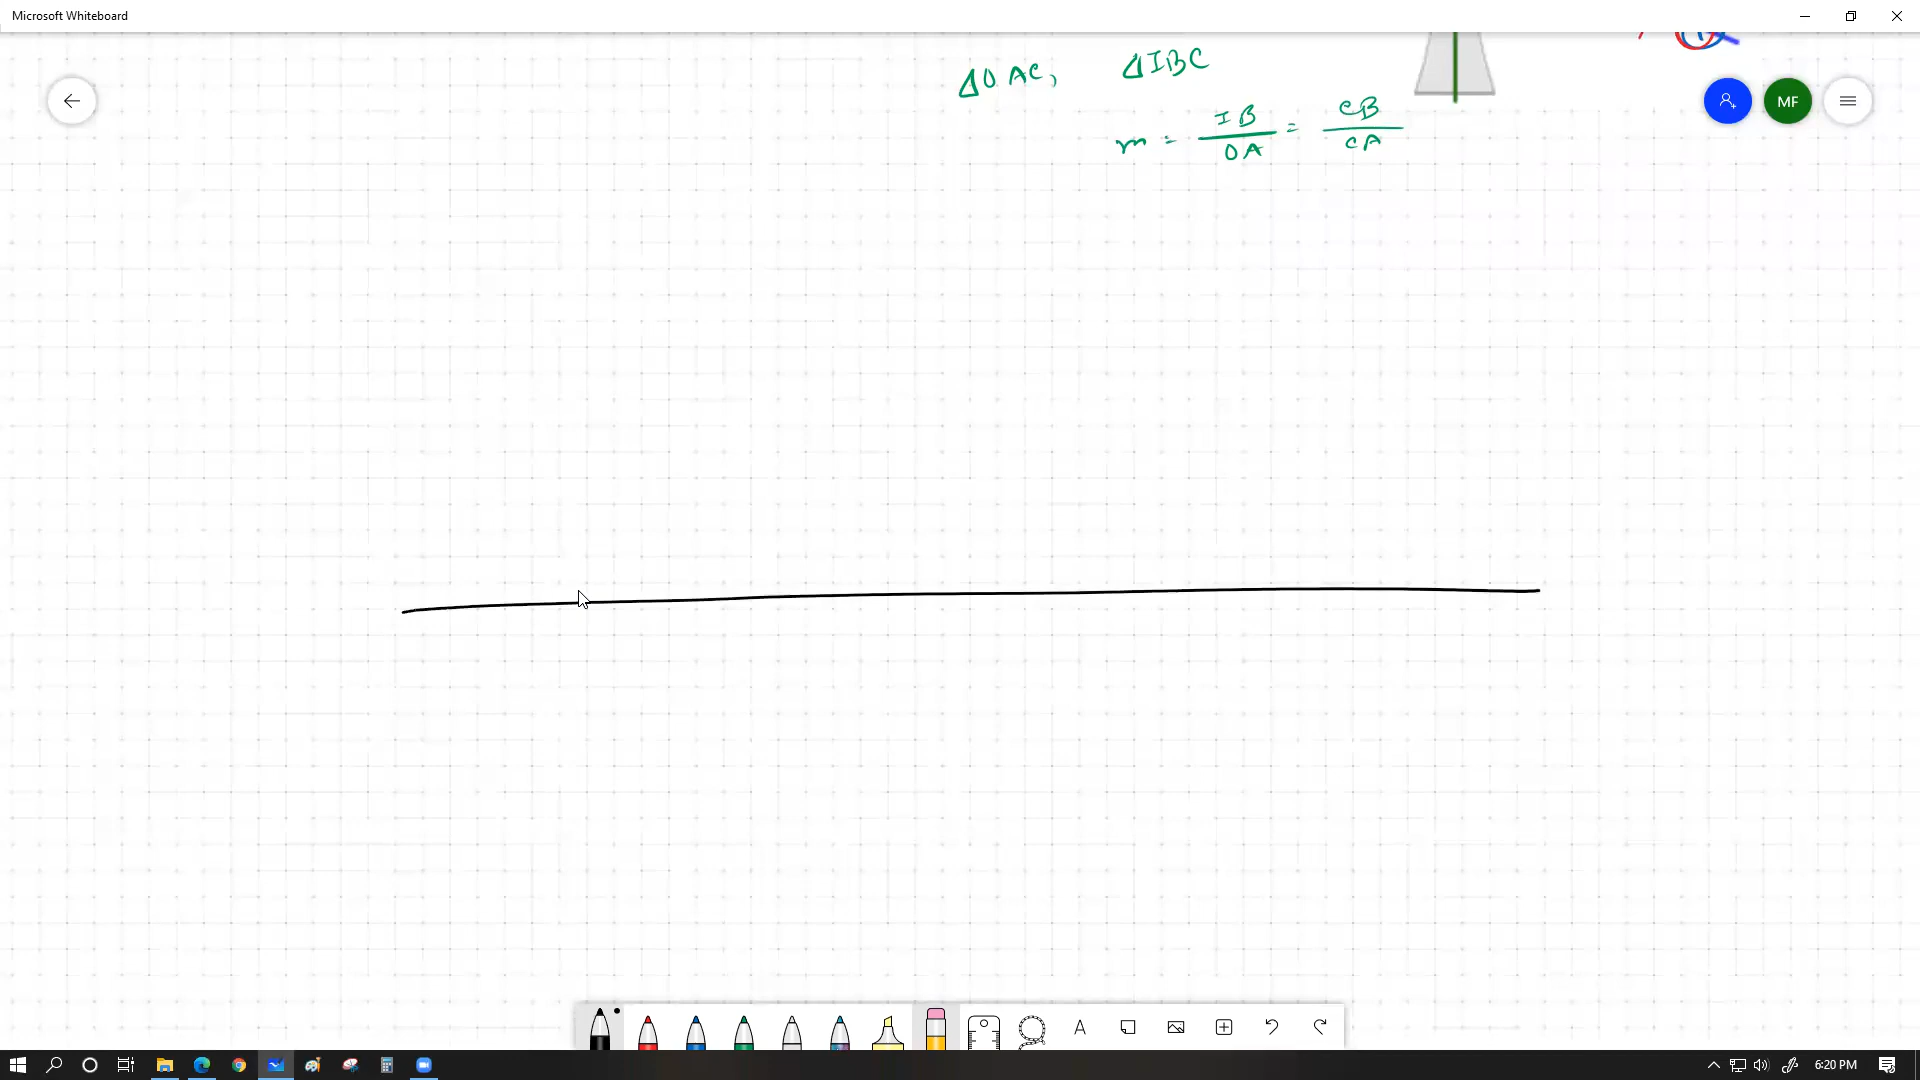 Microsoft Whiteboard
ΔOAC, ΔIBC
m = IB/OA = CB/CA
MF
A
6:20 PM